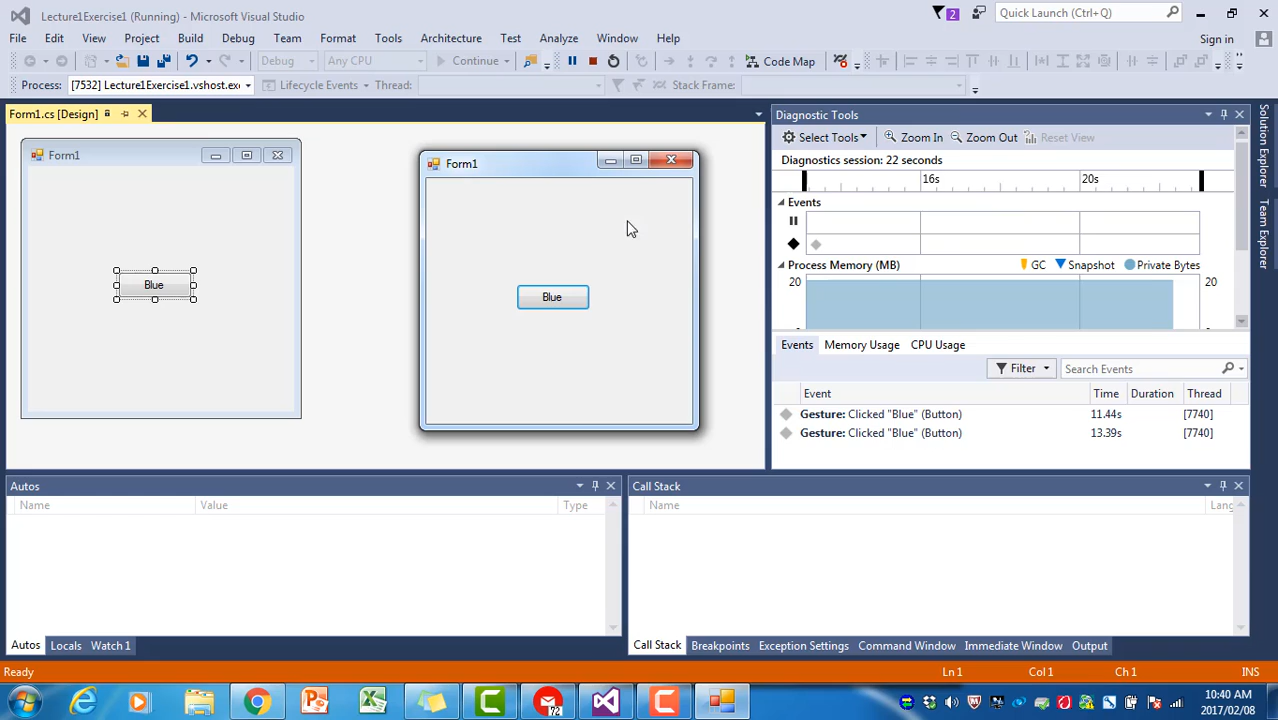 Lecture1Exercise1 (Running) - Microsoft Visual Studio
2
Quick Launch (Ctrl+Q)
File Edit View Project Build Debug Team Format Tools Architecture Test Analyze Window Help
Sign in
Debug Any CPU Continue Code Map
Process: [7532] Lecture1Exercise1.vshost.ex Lifecycle Events Thread: Stack Frame:
Form1.cs [Design]
Form1
Blue
Form1
Blue
Diagnostic Tools
Select Tools Zoom In Zoom Out Reset View
Diagnostics session: 22 seconds
16s 20s
Events
Process Memory (MB) GC Snapshot Private Bytes
20 20
Events Memory Usage CPU Usage
Filter Search Events
Event Time Duration Thread
Gesture: Clicked "Blue" (Button) 11.44s [7740]
Gesture: Clicked "Blue" (Button) 13.39s [7740]
Autos
Name Value Type
Call Stack
Name Lang
Autos Locals Watch 1
Call Stack Breakpoints Exception Settings Command Window Immediate Window Output
Ready Ln 1 Col 1 Ch 1 INS
72
10:40 AM
2017/02/08
Solution Explorer
Team Explorer